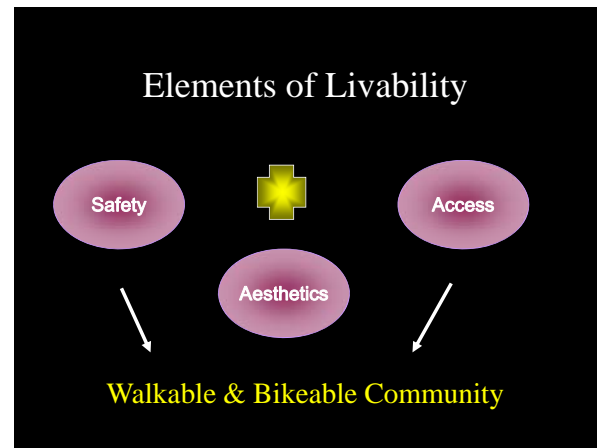 Elements of Livability
Safety
Access
Aesthetics
Walkable & Bikeable Community